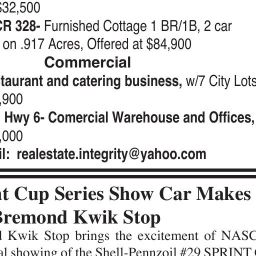 $32,500
CR 328- Furnished Cottage 1 BR/1B, 2 car
on .917 Acres, Offered at $84,900
Commercial
staurant and catering business, w/7 City Lots
,900
Hwy 6- Comercial Warehouse and Offices,
,000
il: realestate.integrity@yahoo.com
nt Cup Series Show Car Makes
Bremond Kwik Stop
l Kwik Stop brings the excitement of NASC
al showing of the Shell-Pennzoil #29 SPRINT C